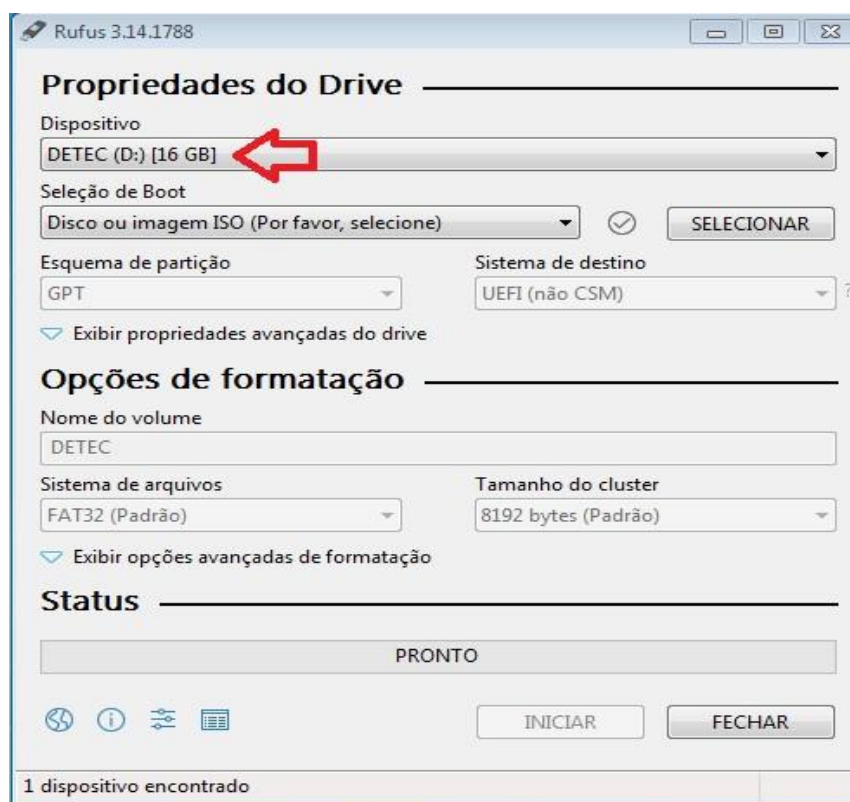 Rufus 3.14.1788
Propriedades do Drive
Dispositivo
DETEC (D:) [16 GB]
Seleção de Boot
Disco ou imagem ISO (Por favor, selecione)
SELECIONAR
Esquema de partição
Sistema de destino
GPT
UEFI (não CSM)
?
Exibir propriedades avançadas do drive
Opções de formatação
Nome do volume
DETEC
Sistema de arquivos
Tamanho do cluster
FAT32 (Padrão)
8192 bytes (Padrão)
Exibir opções avançadas de formatação
Status
PRONTO
INICIAR
FECHAR
1 dispositivo encontrado